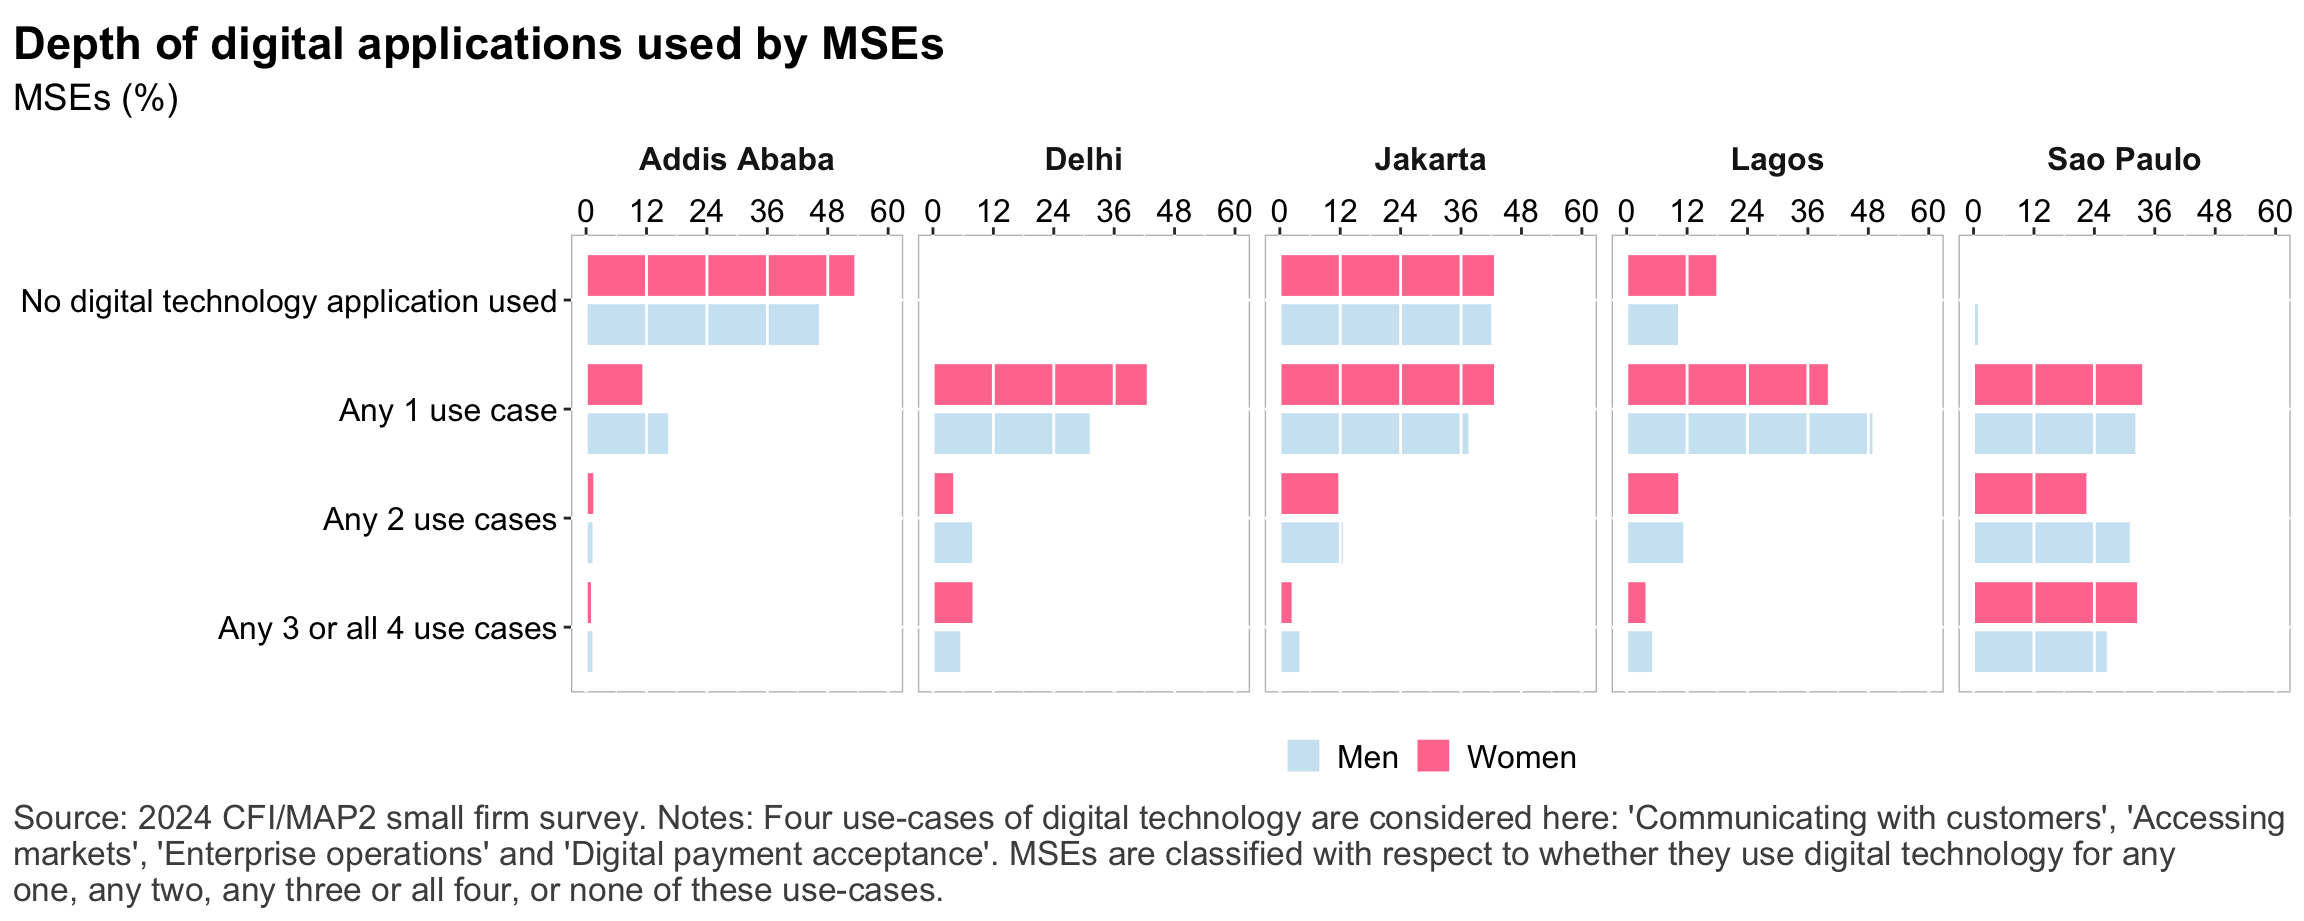 Depth of digital applications used by MSEs
MSEs (%)
Addis Ababa Delhi Jakarta Lagos Sao Paulo
0 12 24 36 48 60 0 12 24 36 48 60 0 12 24 36 48 60 0 12 24 36 48 60 0 12 24 36 48 60
No digital technology application used
Any 1 use case
Any 2 use cases
Any 3 or all 4 use cases
Men Women
Source: 2024 CFI/MAP2 small firm survey. Notes: Four use-cases of digital technology are considered here: 'Communicating with customers', 'Accessing
markets', 'Enterprise operations' and 'Digital payment acceptance'. MSEs are classified with respect to whether they use digital technology for any
one, any two, any three or all four, or none of these use-cases.